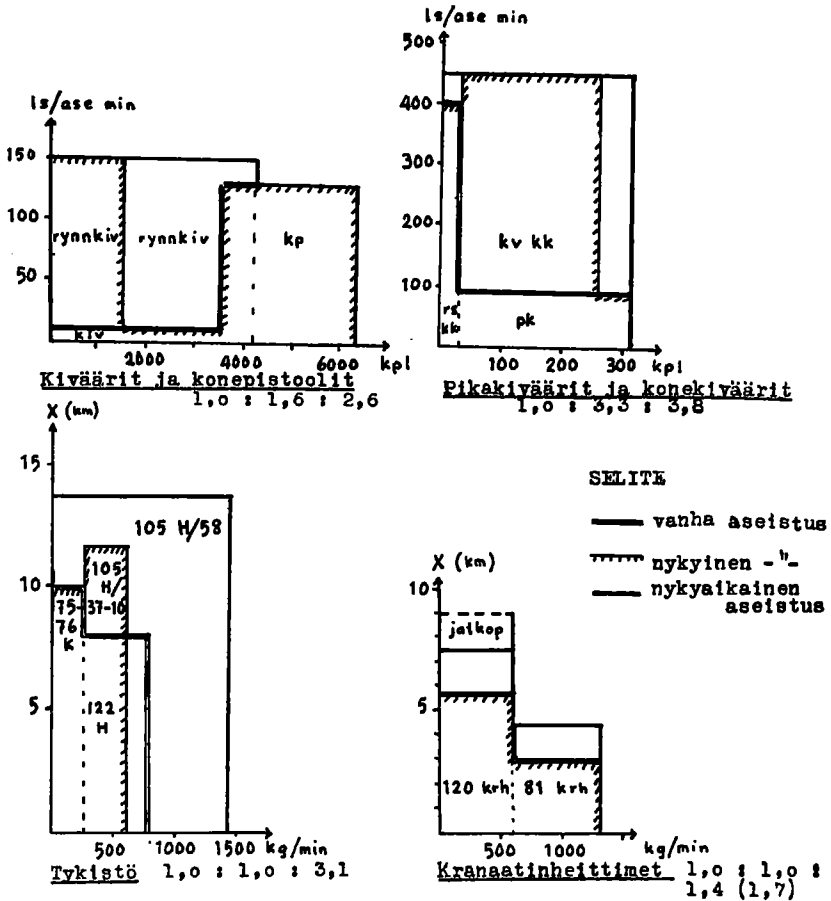 ls/ase min
150
100
50
rynnkiv
rynnkiv
kp
kiv
2000
4000
6000
kpl
Kiväärit ja konepistoolit
1,0 : 1,6 : 2,6
ls/ase min
500
400
300
200
100
kv kk
rs
kk
pk
100
200
300
kpl
Pikakiväärit ja konekiväärit
1,0 : 3,3 : 3,8
X (km)
15
10
5
105 H/58
105
H/
37-10
75-
76
K
122
H
500
1000
1500
kg/min
Tykistö 1,0 : 1,0 : 3,1
SELITE
vanha aseistus
nykyinen -"-
nykyaikainen
aseistus
X (km)
10
5
jatkop
120 krh
81 krh
500
1000
kg/min
Kranaatinheittimet 1,0 : 1,0 :
1,4 (1,7)